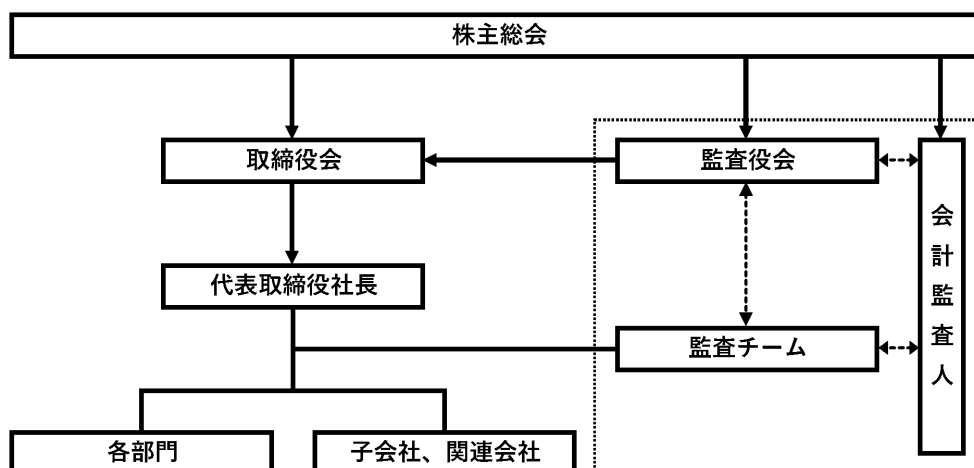 株主総会
取締役会
監査役会
会計監査人
代表取締役社長
監査チーム
各部門
子会社、関連会社